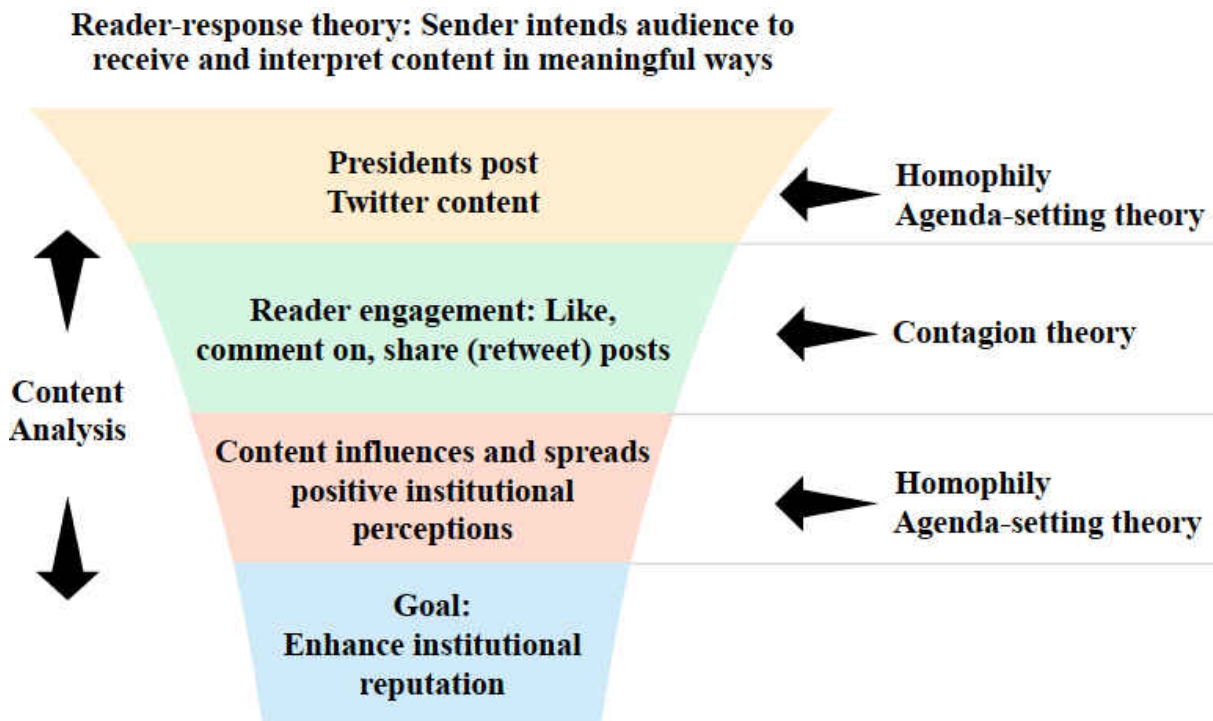 Reader-response theory: Sender intends audience to
receive and interpret content in meaningful ways
Presidents post
Twitter content
Homophily
Agenda-setting theory
Reader engagement: Like,
comment on, share (retweet) posts
Contagion theory
Content
Analysis
Content influences and spreads
positive institutional
perceptions
Homophily
Agenda-setting theory
Goal:
Enhance institutional
reputation